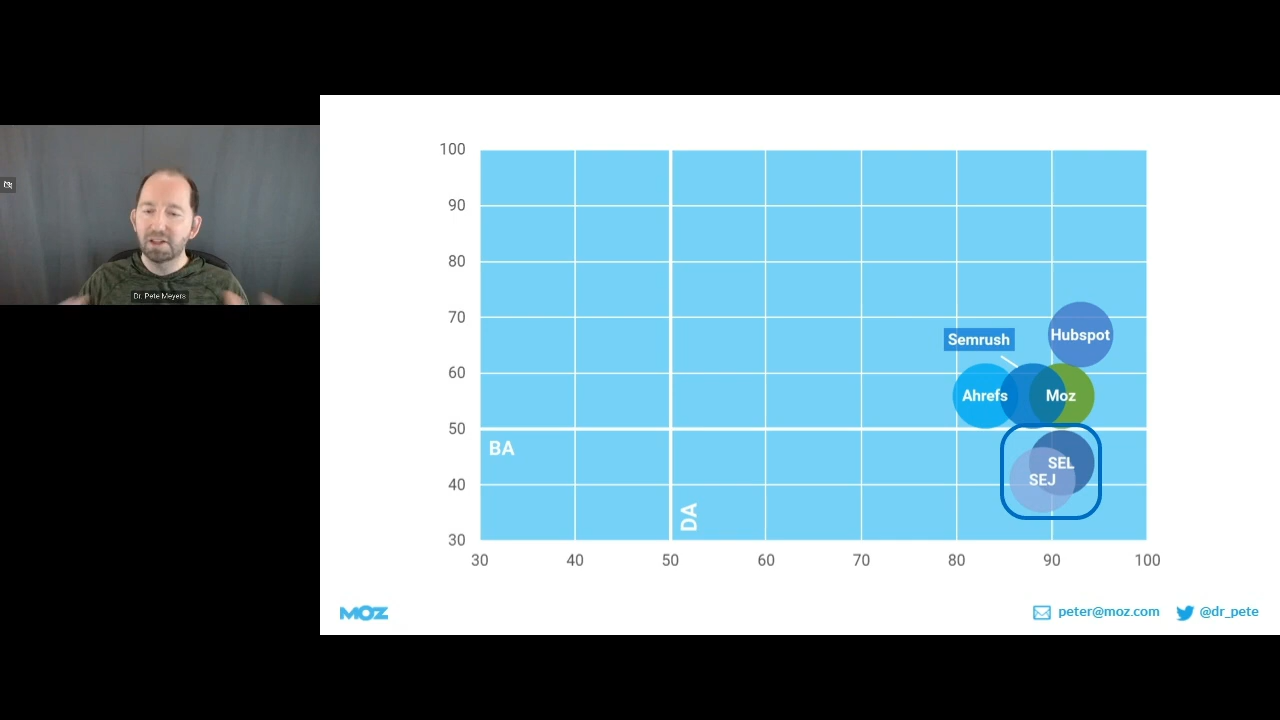 Dr. Pete Meyers
100
90
80
70
60
50
40
30
Semrush
Hubspot
Ahrefs
Moz
BA
SEL
SEJ
DA
30
40
50
60
70
80
90
100
MOZ
peter@moz.com
@dr_pete